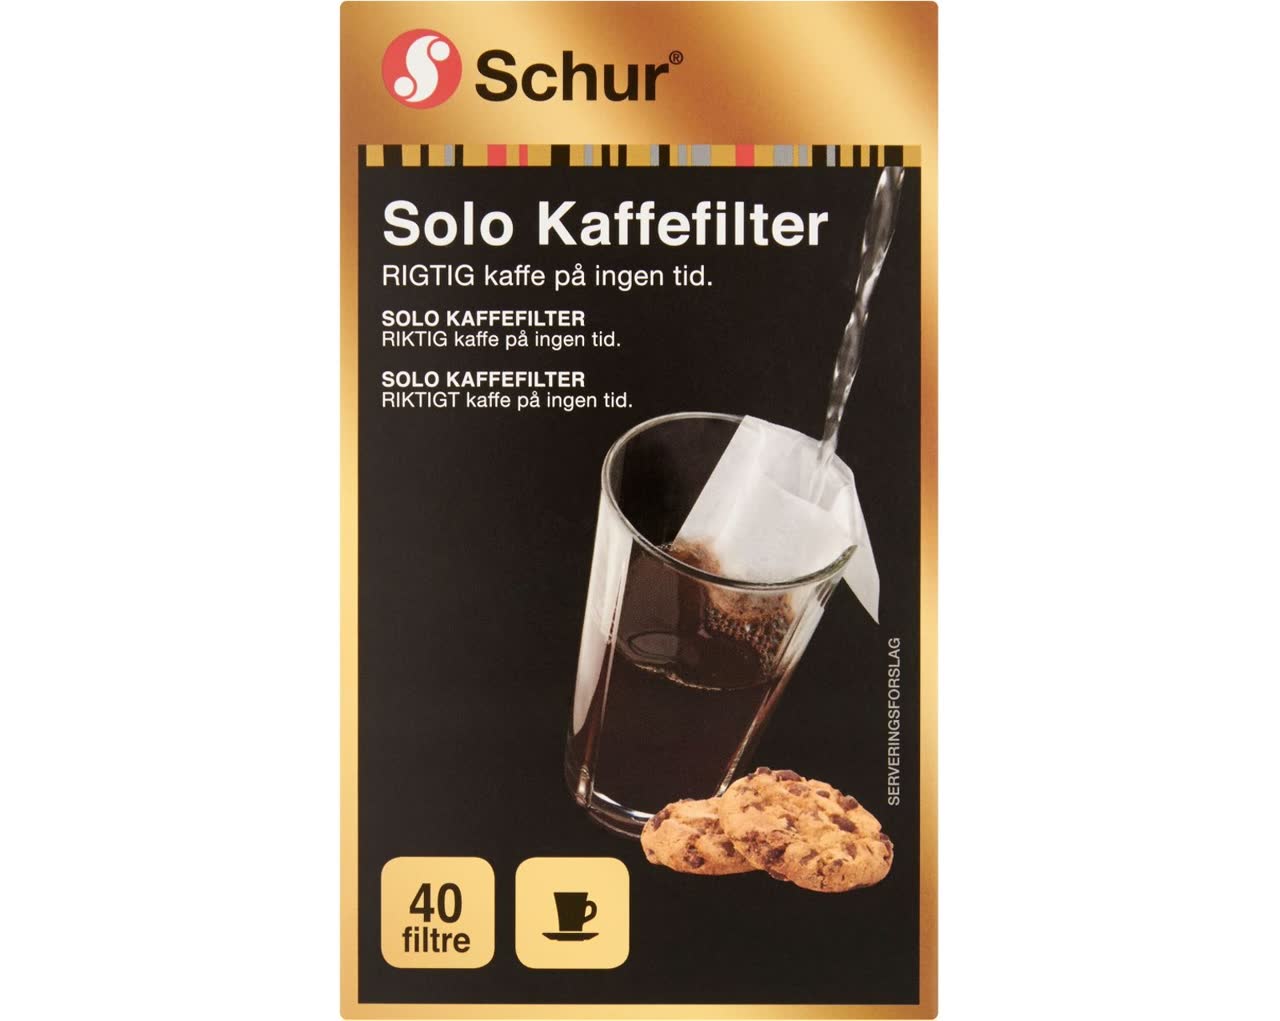 Schur®
Solo Kaffefilter
RIGTIG kaffe på ingen tid.
SOLO KAFFEFILTER
RIKTIG kaffe på ingen tid.
SOLO KAFFEFILTER
RIKTIGT kaffe på ingen tid.
SERVERINGSFORSLAG
40
filtre